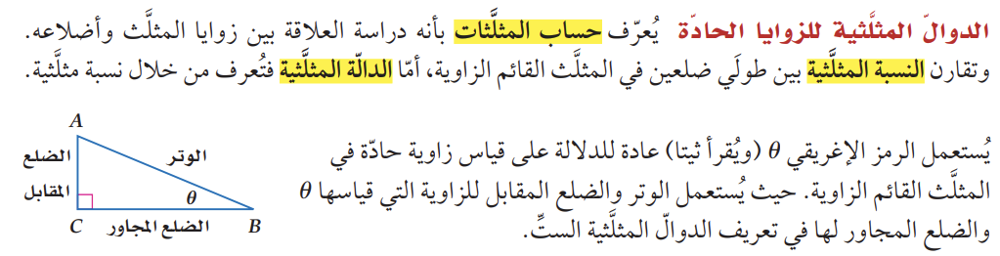 الدوالّ المثلَّثية للزوايا الحادّة يُعرّف حساب المثلَّثات بأنه دراسة العلاقة بين زوايا المثلَّث وأضلاعه.
وتقارن النسبة المثلَّثية بين طولَي ضلعين في المثلَّث القائم الزاوية، أمّا الدالّة المثلَّثية فتُعرف من خلال نسبة مثلَّثية.
يُستعمل الرمز الإغريقي θ (ويُقرأ ثيتا) عادة للدلالة على قياس زاوية حادّة في
المثلَّث القائم الزاوية. حيث يُستعمل الوتر والضلع المقابل للزاوية التي قياسها θ
والضلع المجاور لها في تعريف الدوالّ المثلَّثية الستِّ.
A
الوتر
الضلع
المقابل
θ
C
الضلع المجاور
B